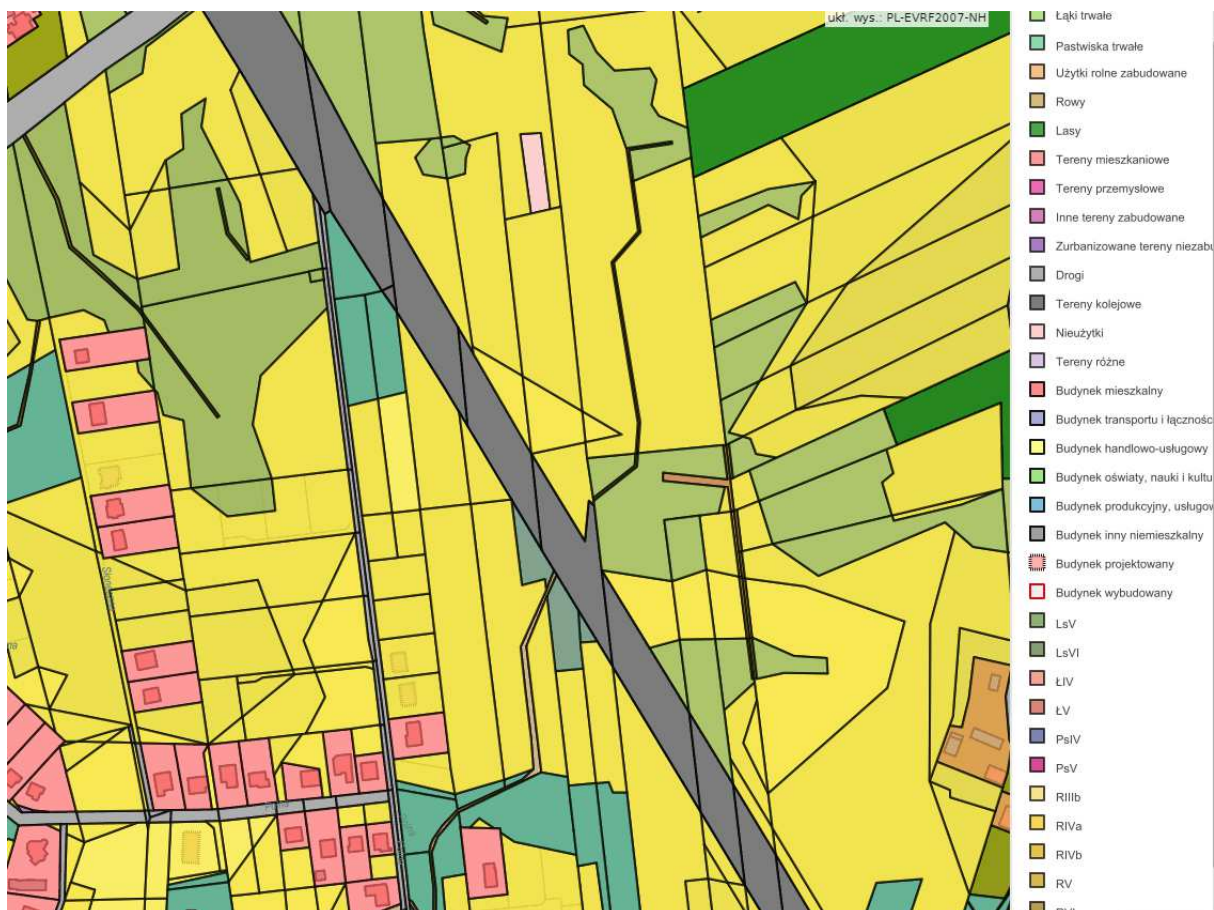 ukł. wys.: PL-EVRF2007-NH
Łąki trwałe
Pastwiska trwałe
Użytki rolne zabudowane
Rowy
Lasy
Tereny mieszkaniowe
Tereny przemysłowe
Inne tereny zabudowane
Zurbanizowane tereny niezabu
Drogi
Tereny kolejowe
Nieużytki
Tereny różne
Budynek mieszkalny
Budynek transportu i łącznośc
Budynek handlowo-usługowy
Budynek oświaty, nauki i kultu
Budynek produkcyjny, usługow
Budynek inny niemieszkalny
Budynek projektowany
Budynek wybudowany
LsV
LsVI
ŁIV
ŁV
PsIV
PsV
RIIIb
RIVa
RIVb
RV